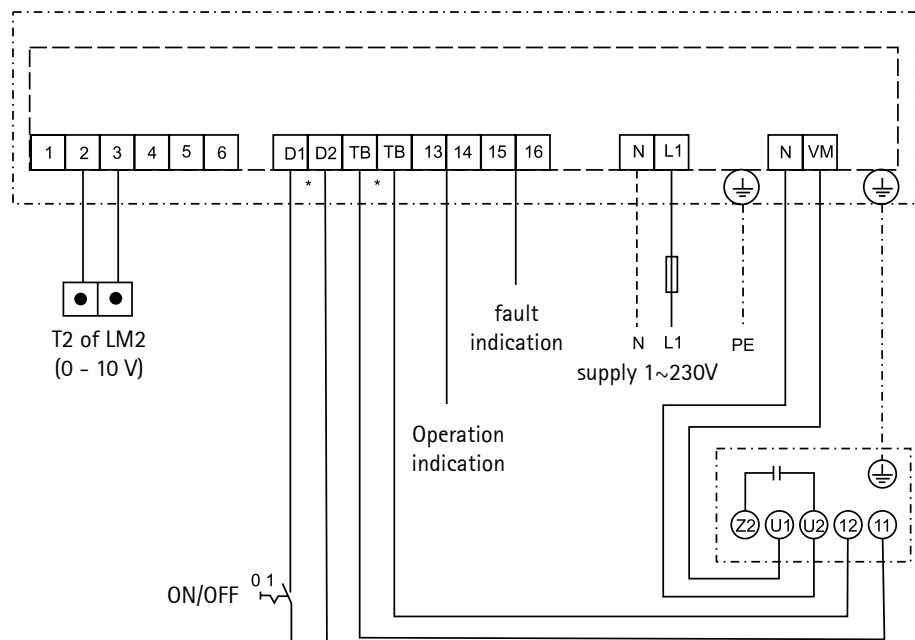 1 2 3 4 5 6 D1 D2 TB TB 13 14 15 16 N L1 N VM
* *
T2 of LM2
(0 - 10 V)
fault
indication
N L1 PE
supply 1~230V
Operation
indication
Z2 U1 U2 12 11
ON/OFF 0 1